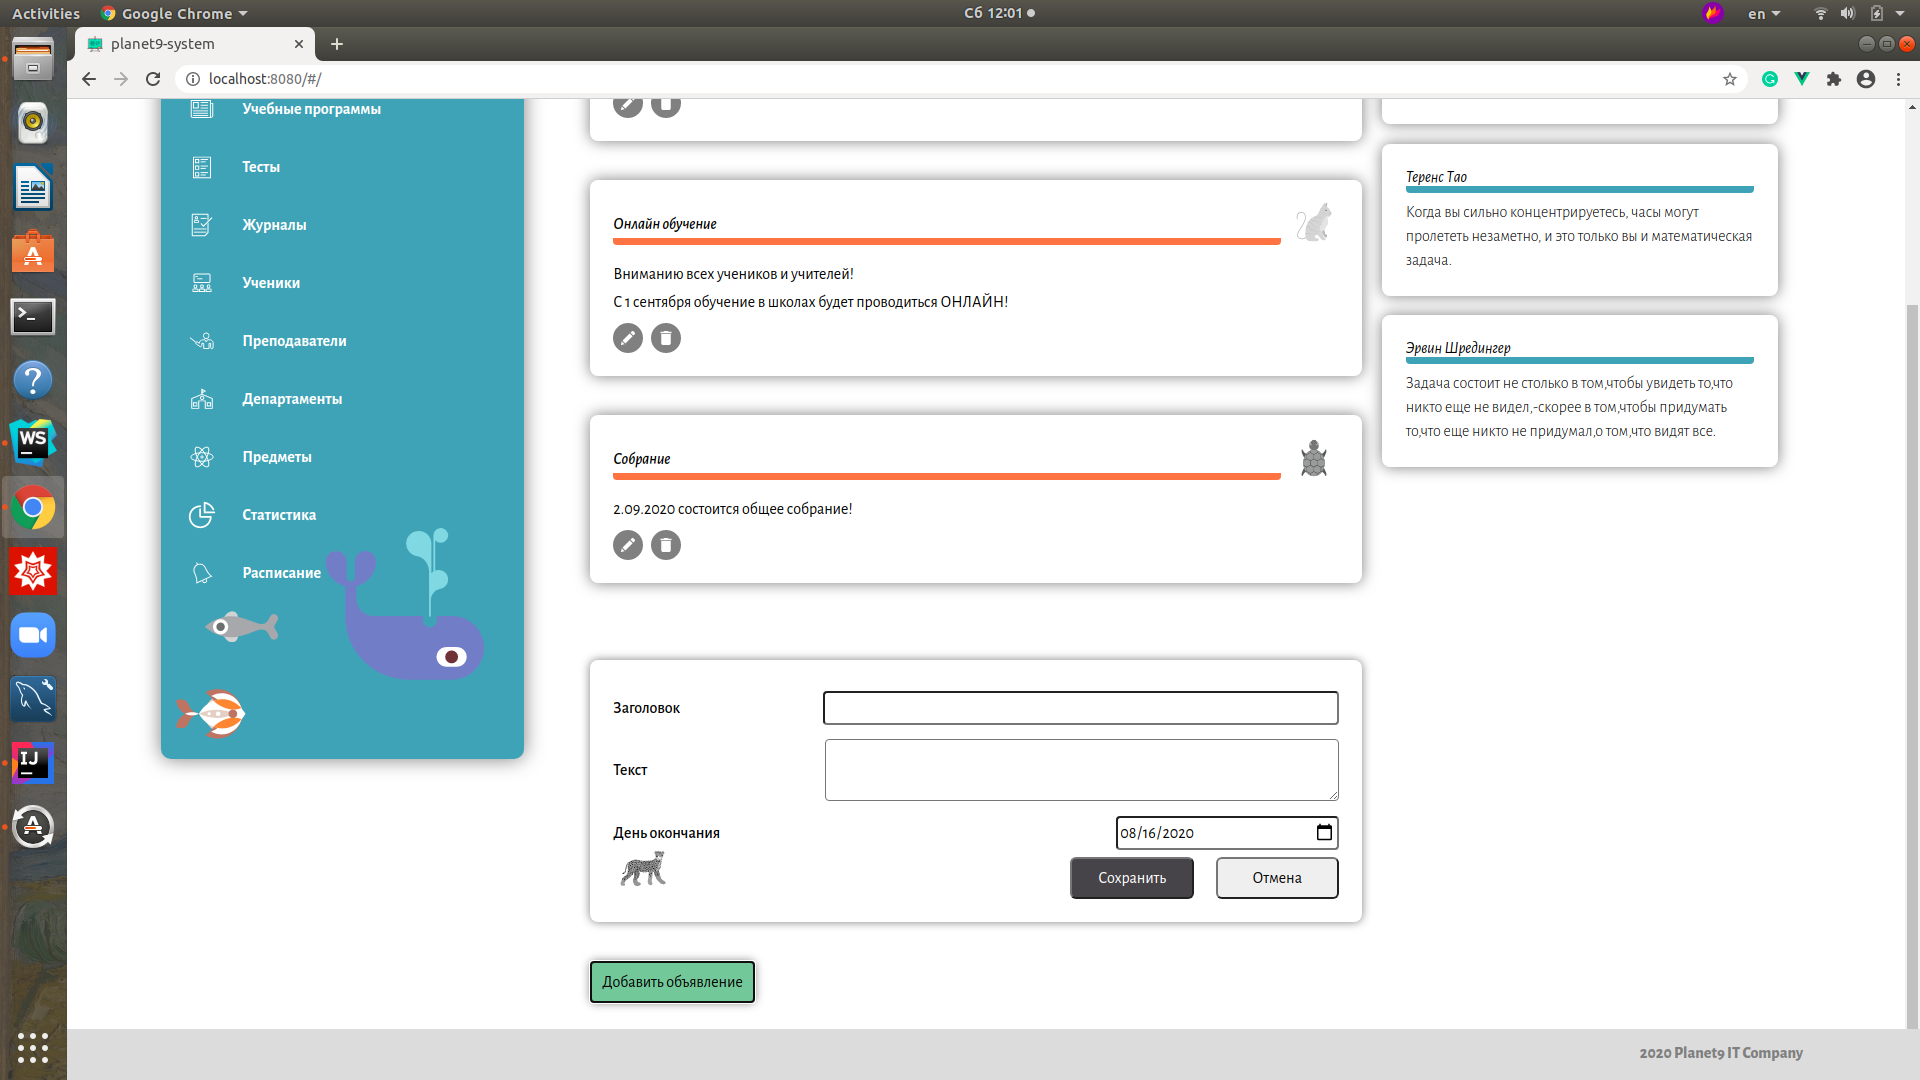 Activities
Google Chrome
Сб 12:01
en
planet9-system
localhost:8080/#/
Учебные программы
Тесты
Журналы
Ученики
Преподаватели
Департаменты
Предметы
Статистика
Расписание
Онлайн обучение
Вниманию всех учеников и учителей!
С 1 сентября обучение в школах будет проводиться ОНЛАЙН!
Собрание
2.09.2020 состоится общее собрание!
Заголовок
Текст
День окончания
08/16/2020
Сохранить
Отмена
Добавить объявление
Теренс Тао
Когда вы сильно концентрируетесь, часы могут
пролететь незаметно, и это только вы и математическая
задача.
Эрвин Шредингер
Задача состоит не столько в том,чтобы увидеть то,что
никто еще не видел,-скорее в том,чтобы придумать
то,что еще никто не придумал,о том,что видят все.
2020 Planet9 IT Company
WS
IJ